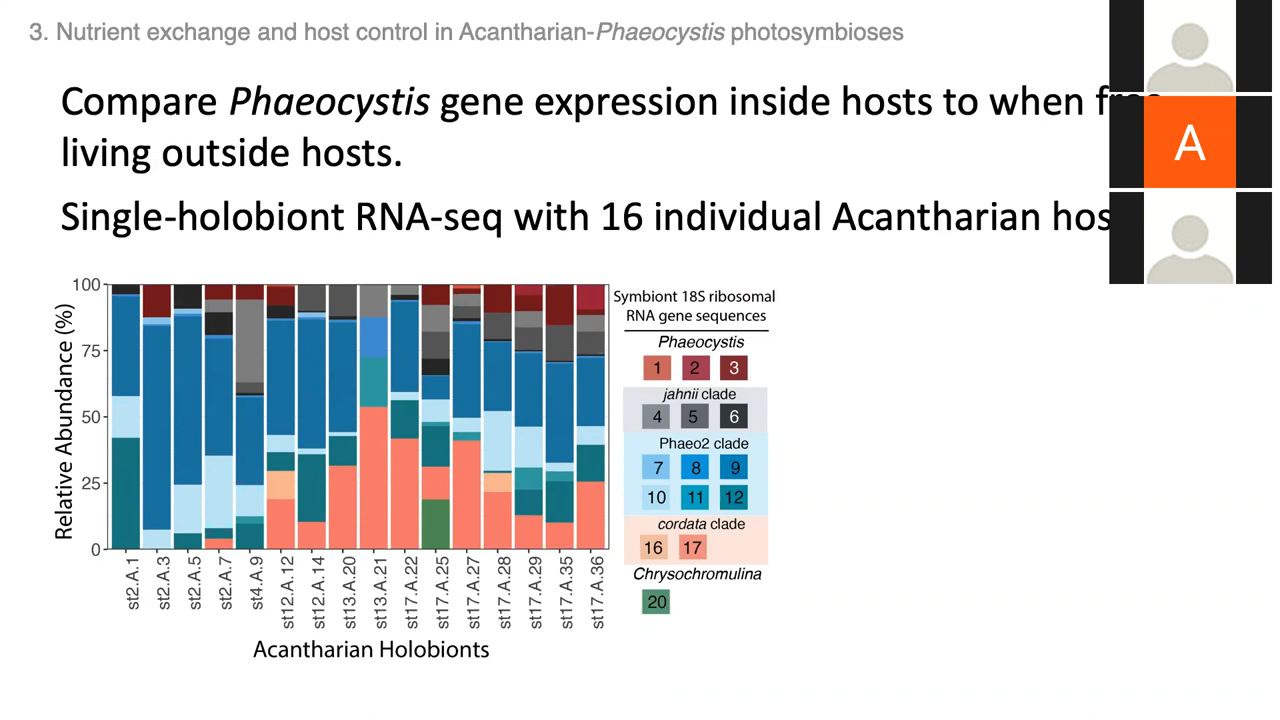 3. Nutrient exchange and host control in Acantharian-Phaeocystis photosymbioses
Compare Phaeocystis gene expression inside hosts to when free
living outside hosts.
Single-holobiont RNA-seq with 16 individual Acantharian hos
A
Relative Abundance (%)
100
75
50
25
0
st2.A.1
st2.A.3
st2.A.5
st2.A.7
st4.A.9
st12.A.12
st12.A.14
st13.A.20
st13.A.21
st17.A.22
st17.A.25
st17.A.27
st17.A.28
st17.A.29
st17.A.35
st17.A.36
Acantharian Holobionts
Symbiont 18S ribosomal
RNA gene sequences
Phaeocystis
1 2 3
jahnii clade
4 5 6
Phaeo2 clade
7 8 9
10 11 12
cordata clade
16 17
Chrysochromulina
20